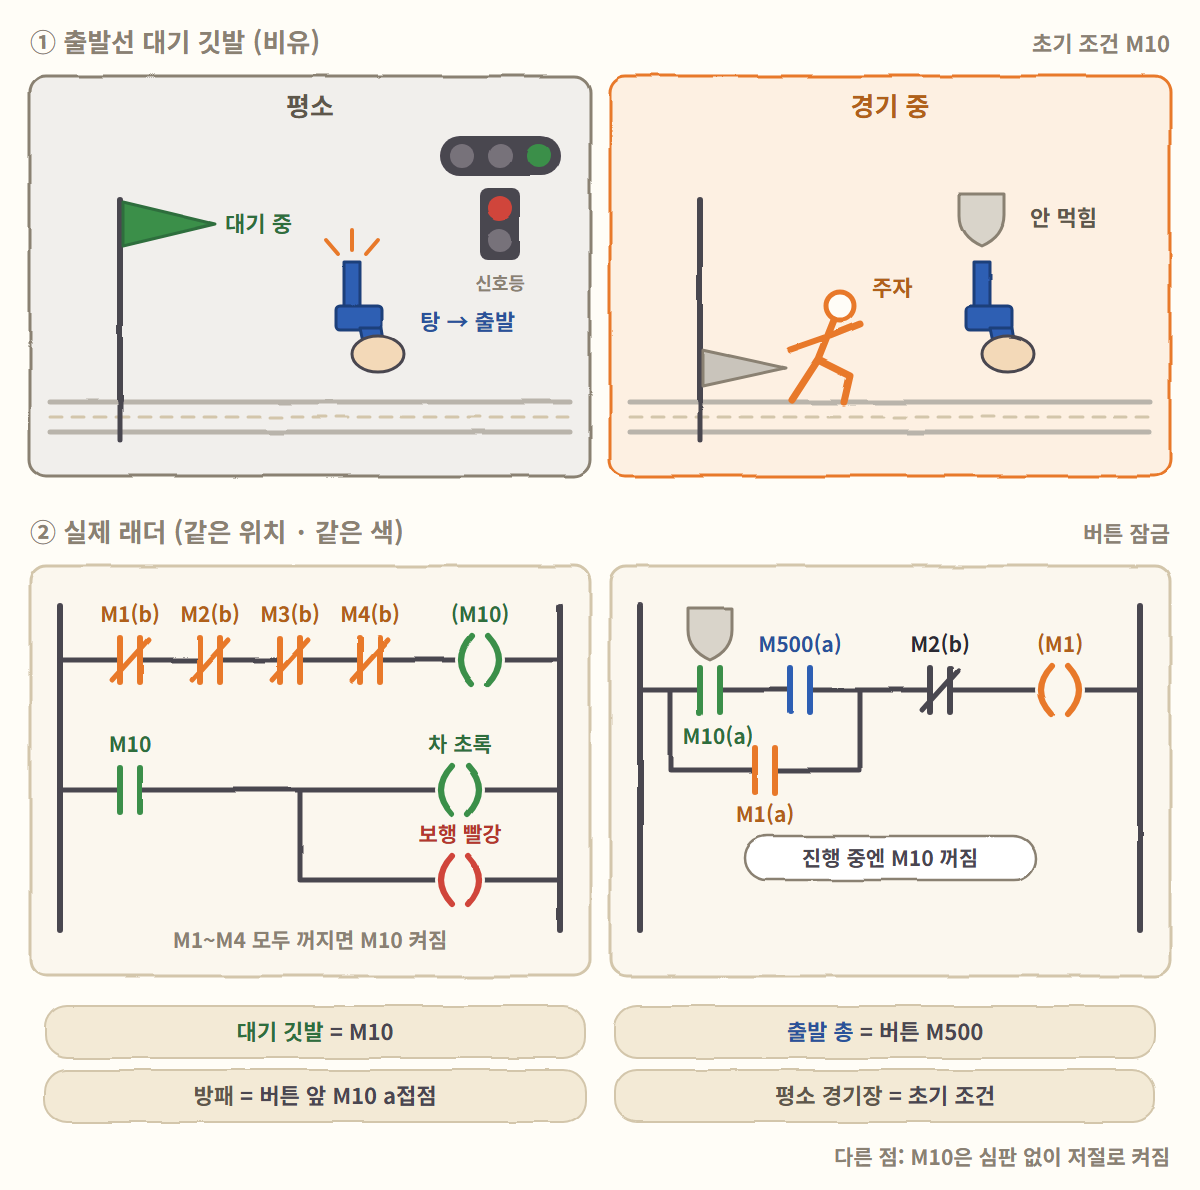 ① 출발선 대기 깃발 (비유)
초기 조건 M10
평소
대기 중
신호등
탕 → 출발
경기 중
안 먹힘
주자
② 실제 래더 (같은 위치 · 같은 색)
버튼 잠금
M1(b) M2(b) M3(b) M4(b) (M10)
M10
차 초록
보행 빨강
M1~M4 모두 꺼지면 M10 켜짐
M500(a) M2(b) (M1)
M10(a)
M1(a)
진행 중엔 M10 꺼짐
대기 깃발 = M10
출발 총 = 버튼 M500
방패 = 버튼 앞 M10 a접점
평소 경기장 = 초기 조건
다른 점: M10은 심판 없이 저절로 켜짐